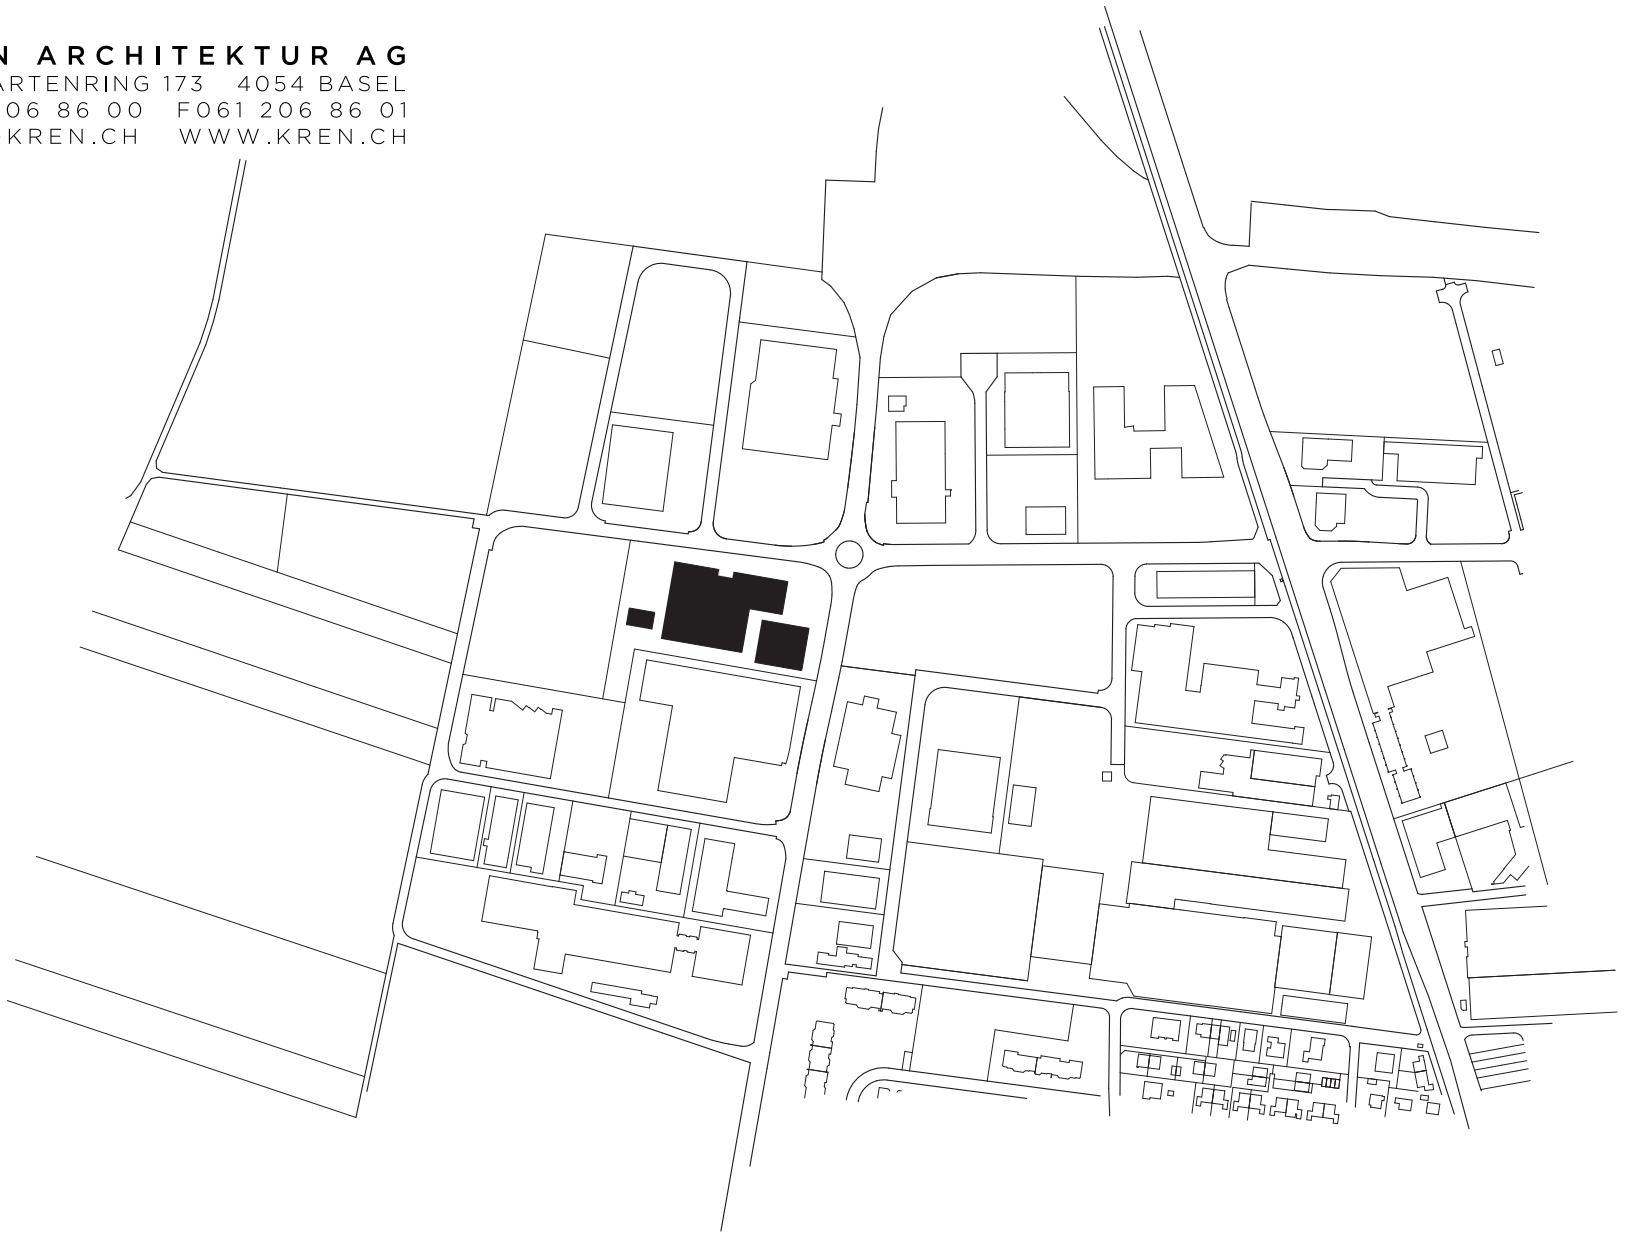 N ARCHITEKTUR AG
ARTENRING 173 4054 BASEL
06 86 00 F061 206 86 01
KREN.CH WWW.KREN.CH